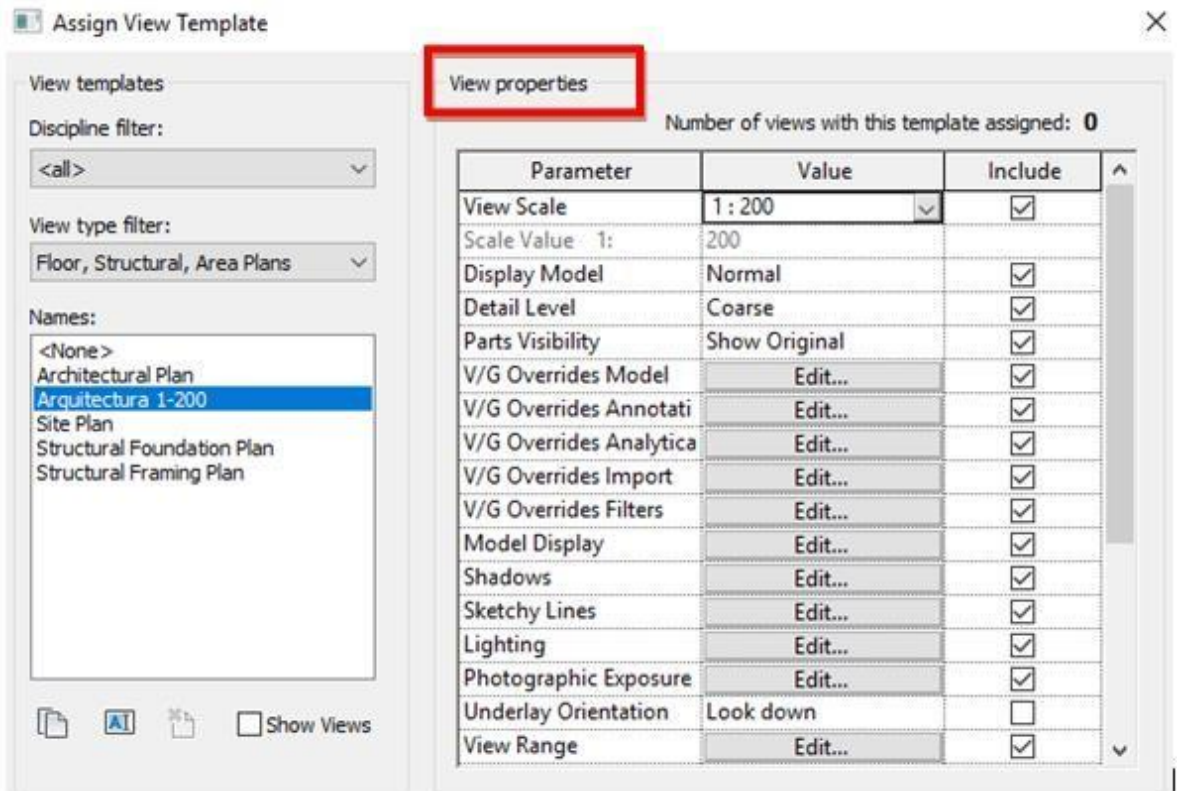 Assign View Template
View templates
Discipline filter:
<all>
View type filter:
Floor, Structural, Area Plans
Names:
<None>
Architectural Plan
Arquitectura 1-200
Site Plan
Structural Foundation Plan
Structural Framing Plan
AI
Show Views
View properties
Number of views with this template assigned: 0
Parameter Value Include
View Scale 1 : 200
Scale Value 1: 200
Display Model Normal
Detail Level Coarse
Parts Visibility Show Original
V/G Overrides Model Edit...
V/G Overrides Annotati Edit...
V/G Overrides Analytica Edit...
V/G Overrides Import Edit...
V/G Overrides Filters Edit...
Model Display Edit...
Shadows Edit...
Sketchy Lines Edit...
Lighting Edit...
Photographic Exposure Edit...
Underlay Orientation Look down
View Range Edit...